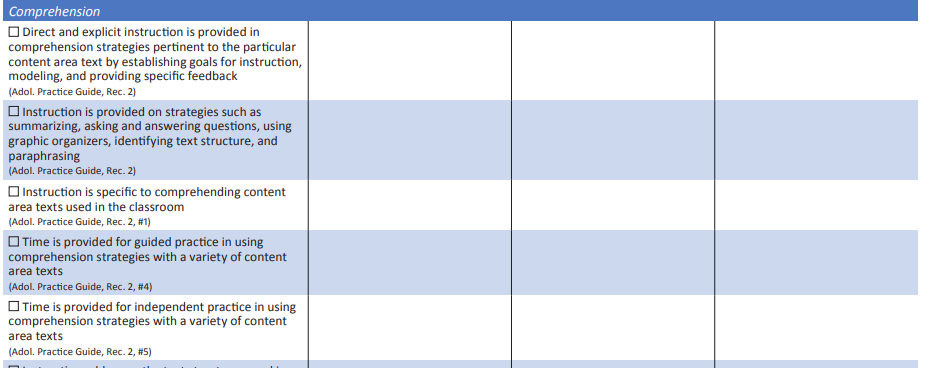 Comprehension
☐ Direct and explicit instruction is provided in
comprehension strategies pertinent to the particular
content area text by establishing goals for instruction,
modeling, and providing specific feedback
(Adol. Practice Guide, Rec. 2)
☐ Instruction is provided on strategies such as
summarizing, asking and answering questions, using
graphic organizers, identifying text structure, and
paraphrasing
(Adol. Practice Guide, Rec. 2)
☐ Instruction is specific to comprehending content
area texts used in the classroom
(Adol. Practice Guide, Rec. 2, #1)
☐ Time is provided for guided practice in using
comprehension strategies with a variety of content
area texts
(Adol. Practice Guide, Rec. 2, #4)
☐ Time is provided for independent practice in using
comprehension strategies with a variety of content
area texts
(Adol. Practice Guide, Rec. 2, #5)